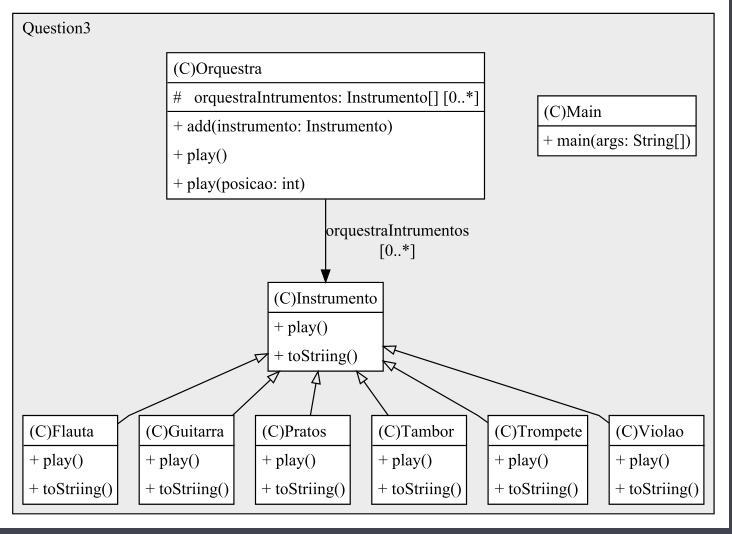 Question3
(C)Orquestra
# orquestraIntrumentos: Instrumento[] [0..*]
+ add(instrumento: Instrumento)
+ play()
+ play(posicao: int)
(C)Main
+ main(args: String[])
orquestraIntrumentos
[0..*]
(C)Instrumento
+ play()
+ toStriing()
(C)Flauta
+ play()
+ toStriing()
(C)Guitarra
+ play()
+ toStriing()
(C)Pratos
+ play()
+ toStriing()
(C)Tambor
+ play()
+ toStriing()
(C)Trompete
+ play()
+ toStriing()
(C)Violao
+ play()
+ toStriing()